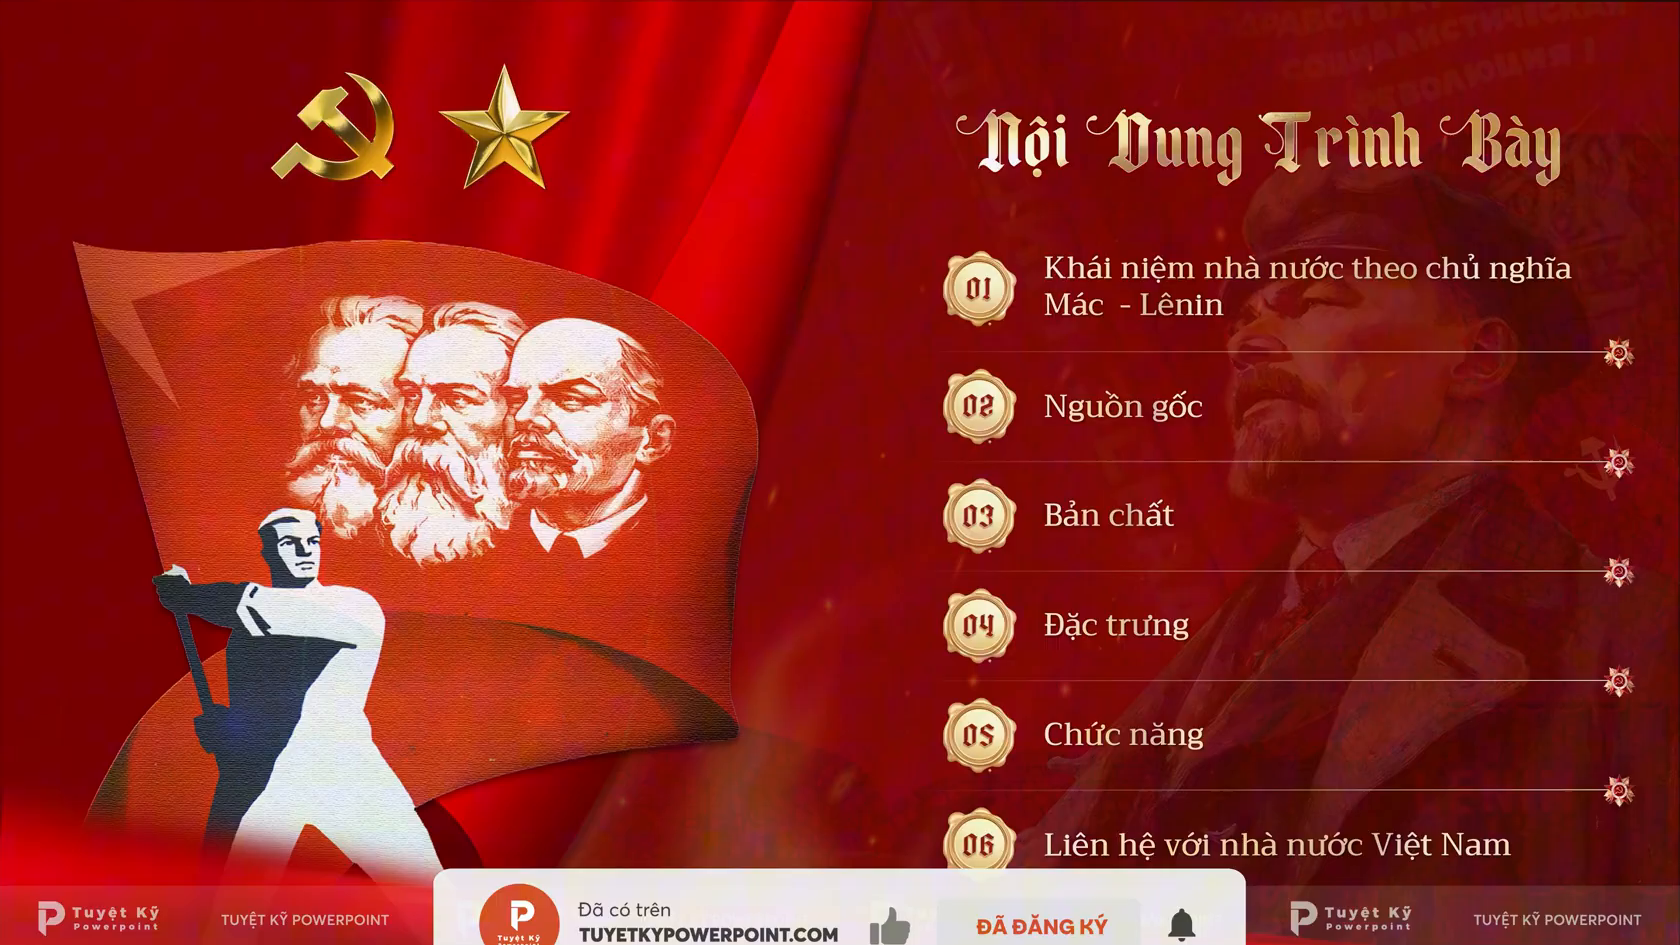 Nội Dung Trình Bày
01
Khái niệm nhà nước theo chủ nghĩa
Mác - Lênin
02
Nguồn gốc
03
Bản chất
04
Đặc trưng
05
Chức năng
06
Liên hệ với nhà nước Việt Nam
Tuyệt Kỹ
Powerpoint
TUYỆT KỸ POWERPOINT
Tuyệt Kỹ
Đã có trên
TUYETKYPOWERPOINT.COM
ĐÃ ĐĂNG KÝ
Tuyệt Kỹ
Powerpoint
TUYỆT KỸ POWERPOINT